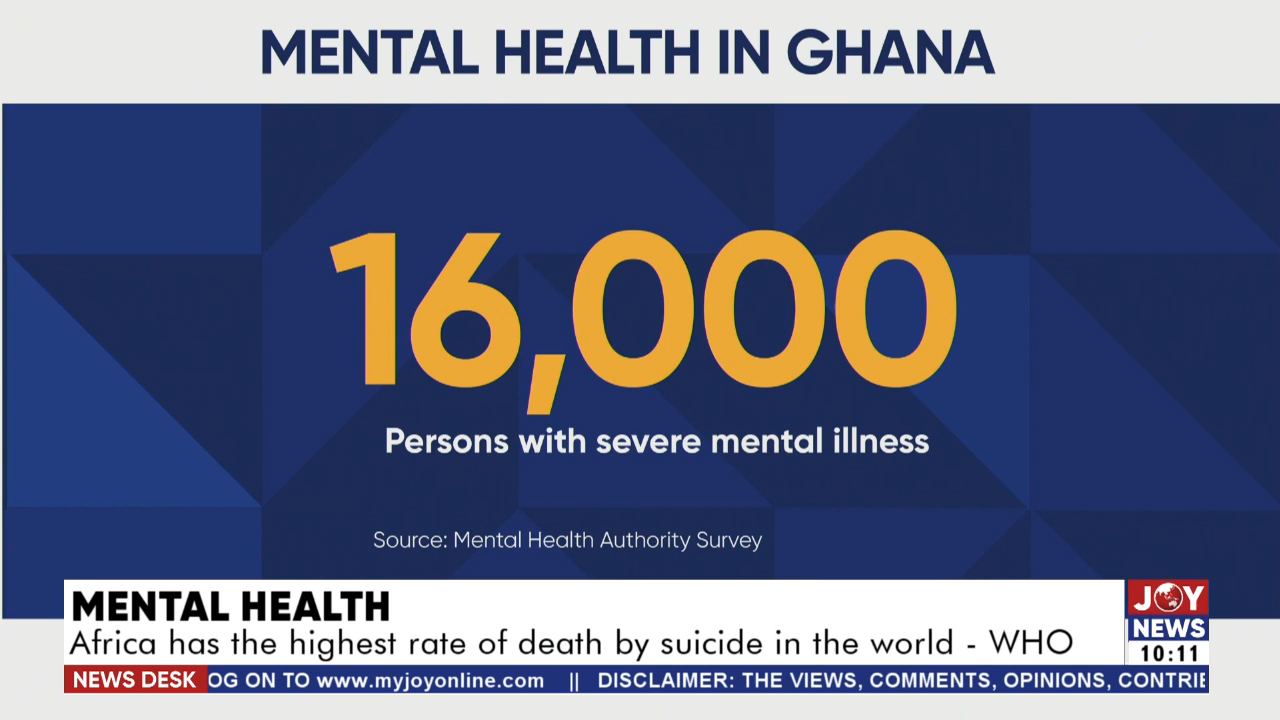 MENTAL HEALTH IN GHANA
16,000
Persons with severe mental illness
Source: Mental Health Authority Survey
MENTAL HEALTH
Africa has the highest rate of death by suicide in the world - WHO
JOY
NEWS
10:11
NEWS DESK
OG ON TO www.myjoyonline.com || DISCLAIMER: THE VIEWS, COMMENTS, OPINIONS, CONTRIE